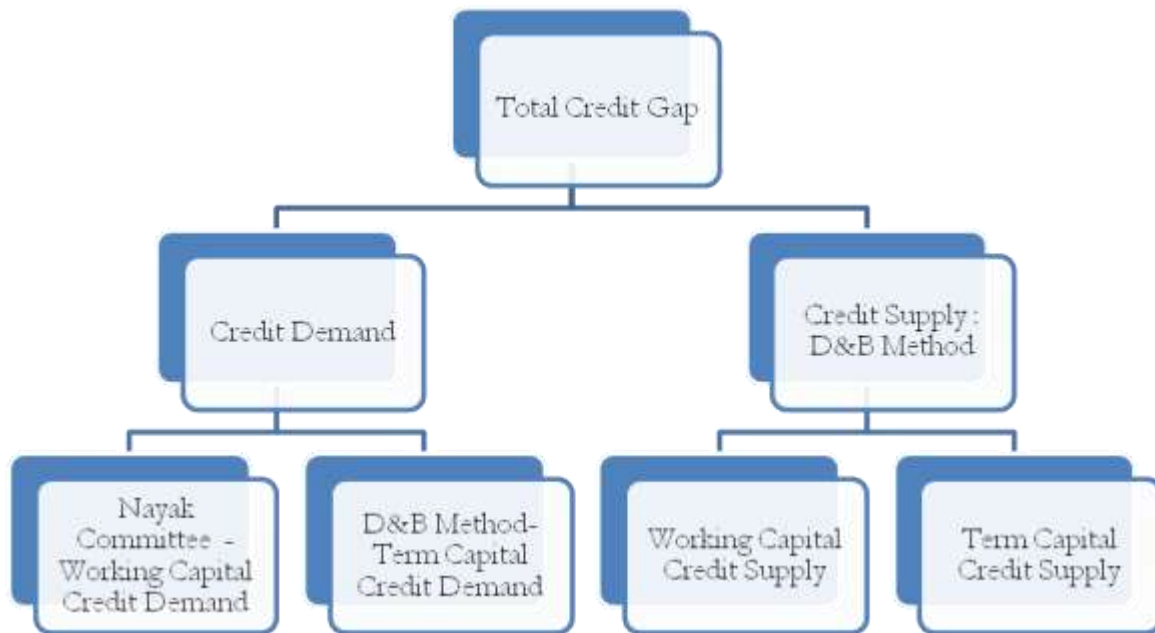 Total Credit Gap
Credit Demand
Credit Supply :
D&B Method
Nayak
Committee -
Working Capital
Credit Demand
D&B Method-
Term Capital
Credit Demand
Working Capital
Credit Supply
Term Capital
Credit Supply